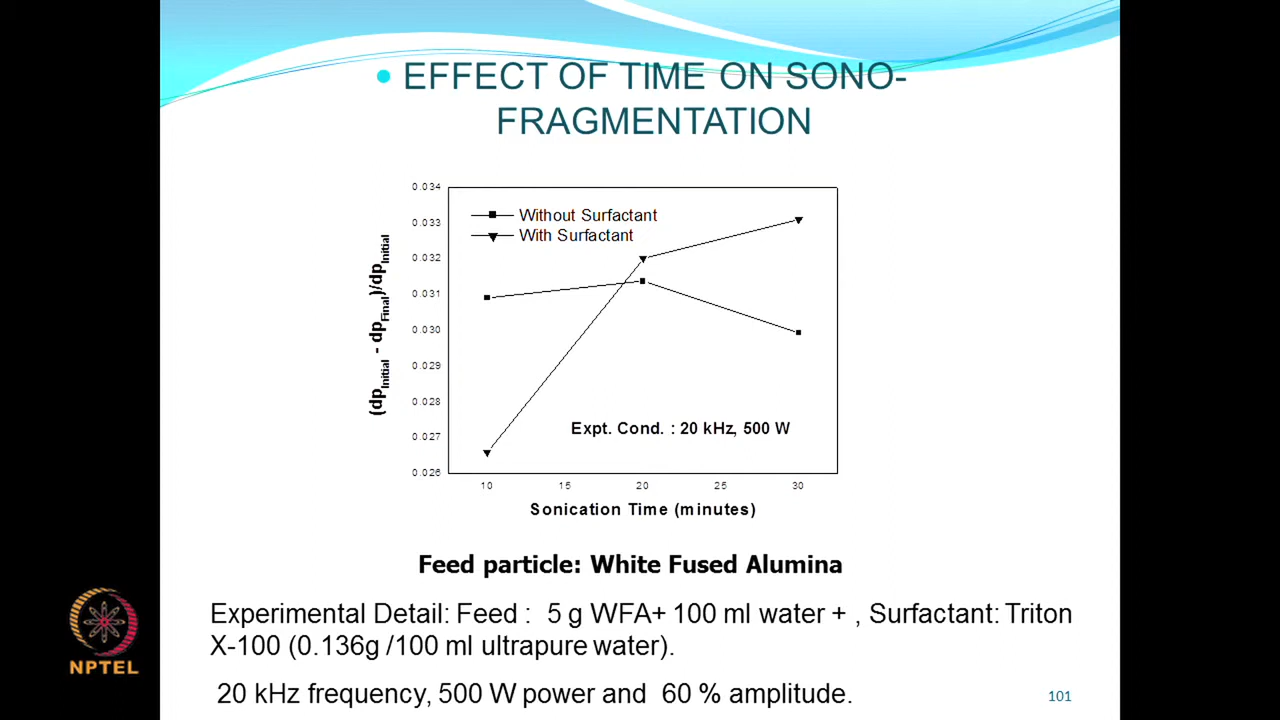 • EFFECT OF TIME ON SONO-
FRAGMENTATION
0.034
0.033
0.032
0.031
0.030
0.029
0.028
0.027
0.026
(dpInitial - dpFinal)/dpInitial
Without Surfactant
With Surfactant
Expt. Cond. : 20 kHz, 500 W
10 15 20 25 30
Sonication Time (minutes)
Feed particle: White Fused Alumina
Experimental Detail: Feed : 5 g WFA+ 100 ml water + , Surfactant: Triton
X-100 (0.136g /100 ml ultrapure water).
20 kHz frequency, 500 W power and 60 % amplitude.
101
NPTEL